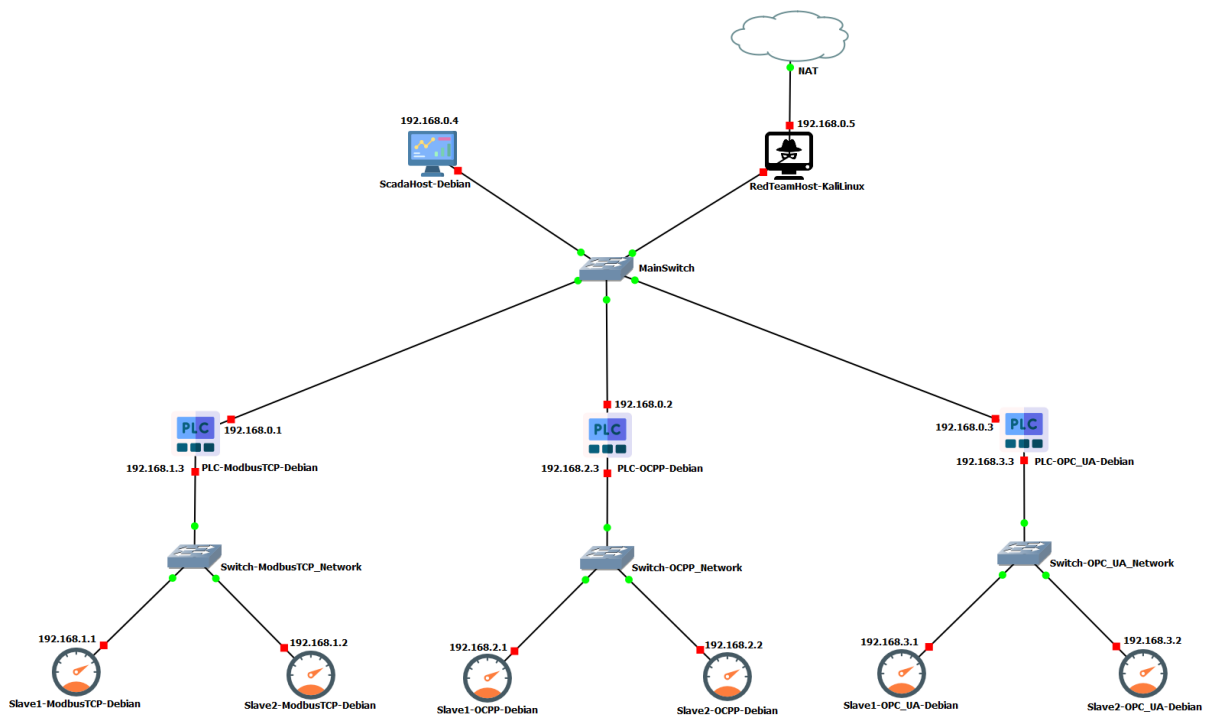 NAT
192.168.0.4
192.168.0.5
ScadaHost-Debian
RedTeamHost-KaliLinux
MainSwitch
192.168.0.1
192.168.0.2
192.168.0.3
PLC
PLC
PLC
192.168.1.3
PLC-ModbusTCP-Debian
192.168.2.3
PLC-OCPP-Debian
192.168.3.3
PLC-OPC_UA-Debian
Switch-ModbusTCP_Network
Switch-OCPP_Network
Switch-OPC_UA_Network
192.168.1.1
192.168.1.2
192.168.2.1
192.168.2.2
192.168.3.1
192.168.3.2
Slave1-ModbusTCP-Debian
Slave2-ModbusTCP-Debian
Slave1-OCPP-Debian
Slave2-OCPP-Debian
Slave1-OPC_UA-Debian
Slave2-OPC_UA-Debian